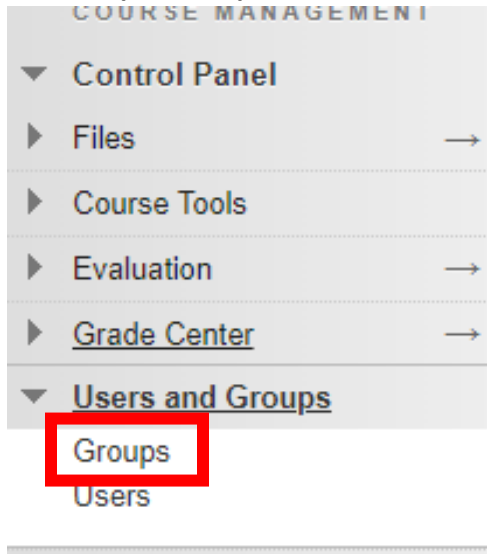 COURSE MANAGEMENT
Control Panel
Files →
Course Tools
Evaluation →
Grade Center →
Users and Groups
Groups
Users